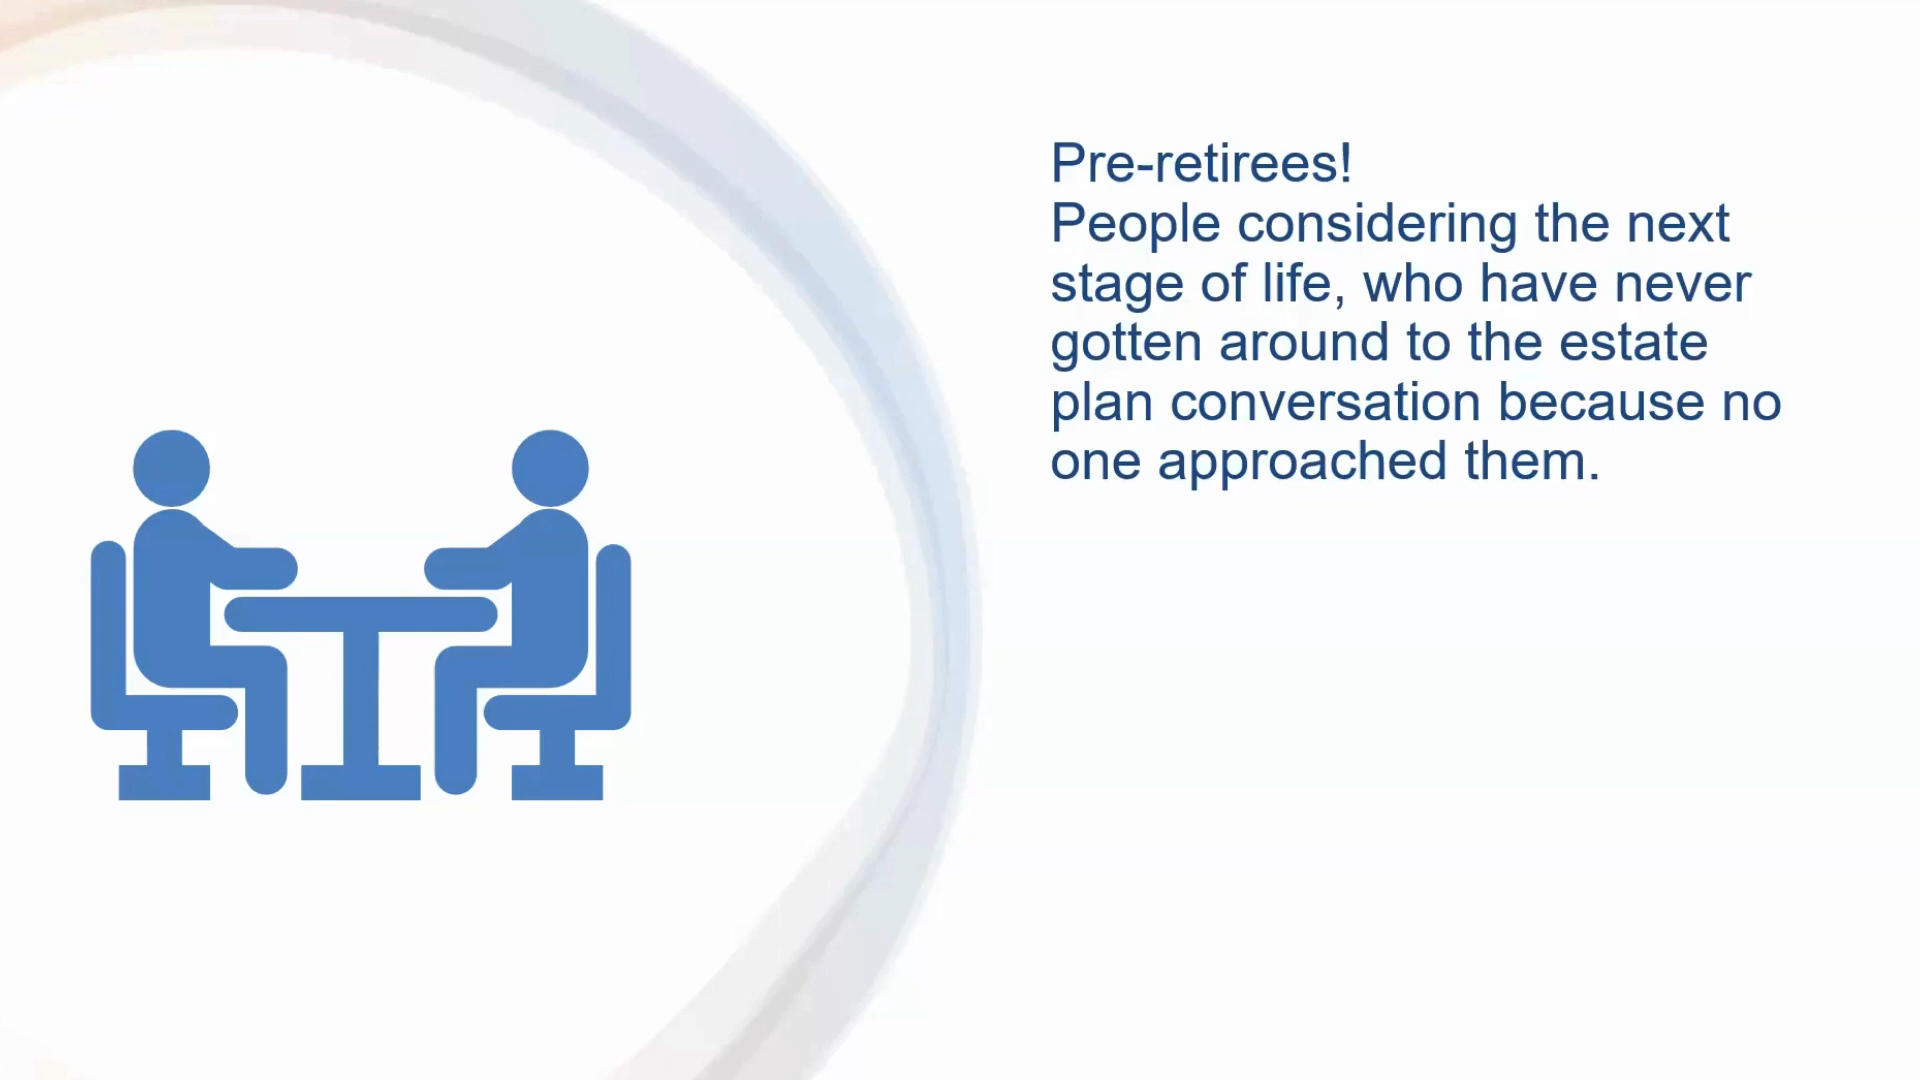 Pre-retirees!
People considering the next
stage of life, who have never
gotten around to the estate
plan conversation because no
one approached them.